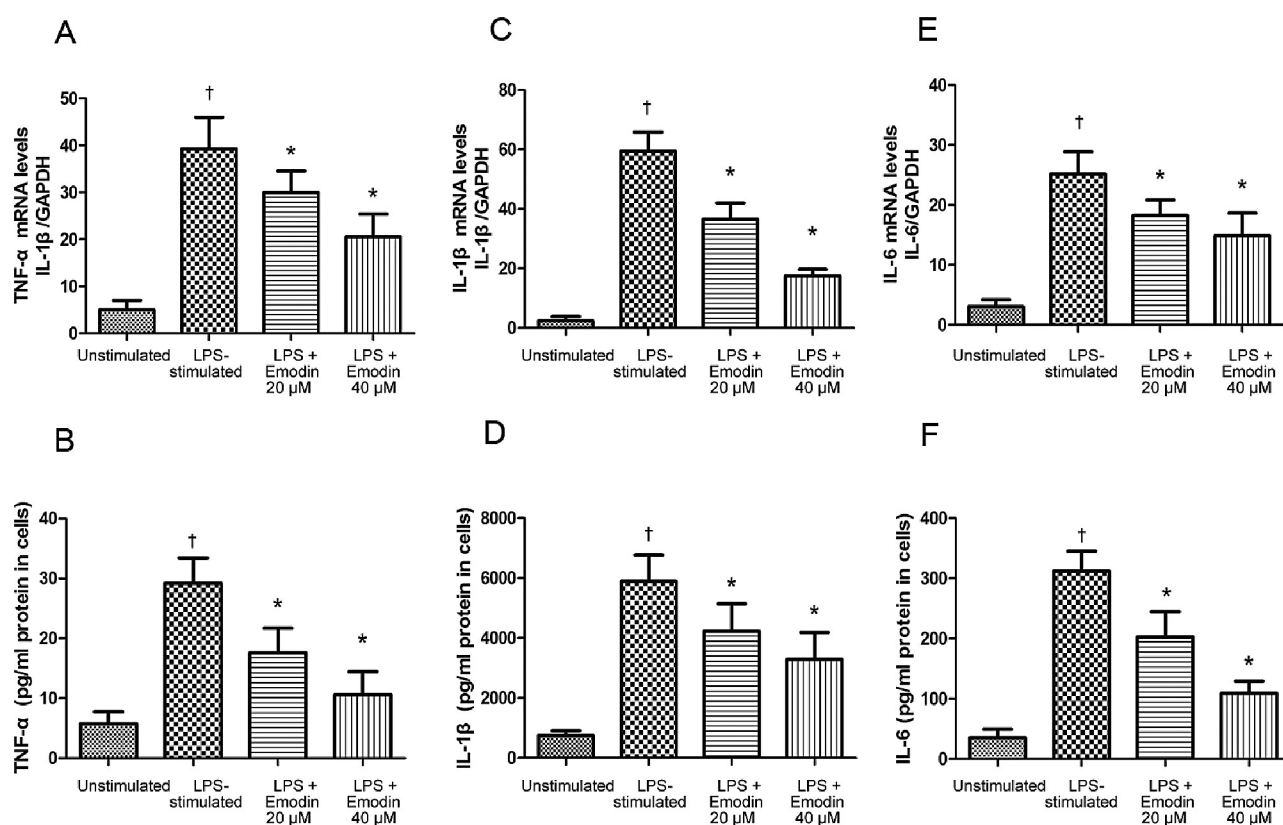 A
TNF-α mRNA levels
IL-1β /GAPDH
50
40
30
20
10
0
†
*
*
Unstimulated
LPS-
stimulated
LPS +
Emodin
20 μM
LPS +
Emodin
40 μM
C
IL-1β mRNA levels
IL-1β /GAPDH
80
60
40
20
0
†
*
*
Unstimulated
LPS-
stimulated
LPS +
Emodin
20 μM
LPS +
Emodin
40 μM
E
IL-6 mRNA levels
IL-6/GAPDH
40
30
20
10
0
†
*
*
Unstimulated
LPS-
stimulated
LPS +
Emodin
20 μM
LPS +
Emodin
40 μM
B
TNF-α (pg/ml protein in cells)
40
30
20
10
0
†
*
*
Unstimulated
LPS-
stimulated
LPS +
Emodin
20 μM
LPS +
Emodin
40 μM
D
IL-1β (pg/ml protein in cells)
8000
6000
4000
2000
0
†
*
*
Unstimulated
LPS-
stimulated
LPS +
Emodin
20 μM
LPS +
Emodin
40 μM
F
IL-6 (pg/ml protein in cells)
400
300
200
100
0
†
*
*
Unstimulated
LPS-
stimulated
LPS +
Emodin
20 μM
LPS +
Emodin
40 μM